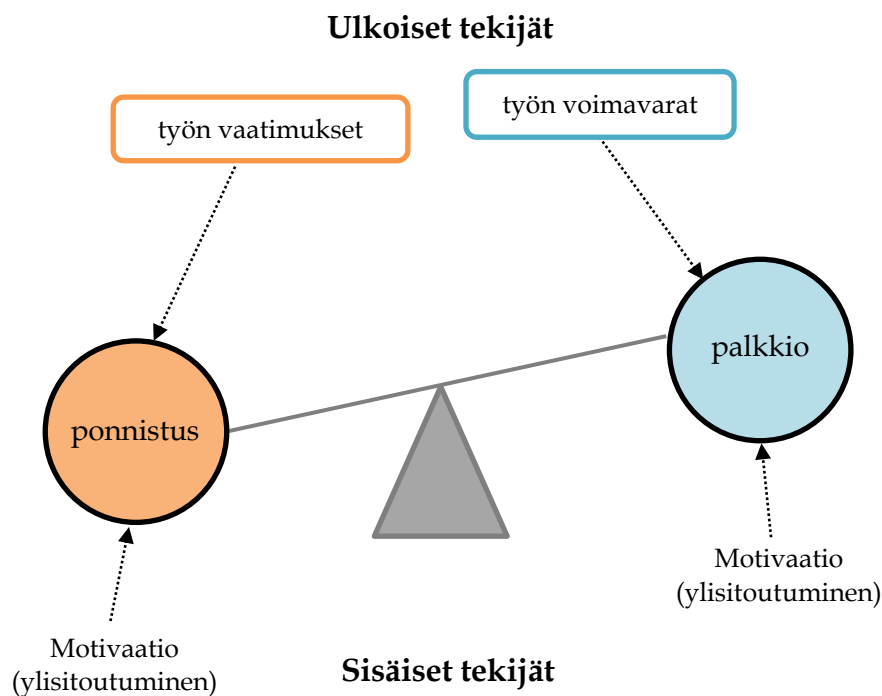 Ulkoiset tekijät
työn vaatimukset
työn voimavarat
ponnistus
palkkio
Motivaatio
(ylisitoutuminen)
Motivaatio
(ylisitoutuminen)
Sisäiset tekijät